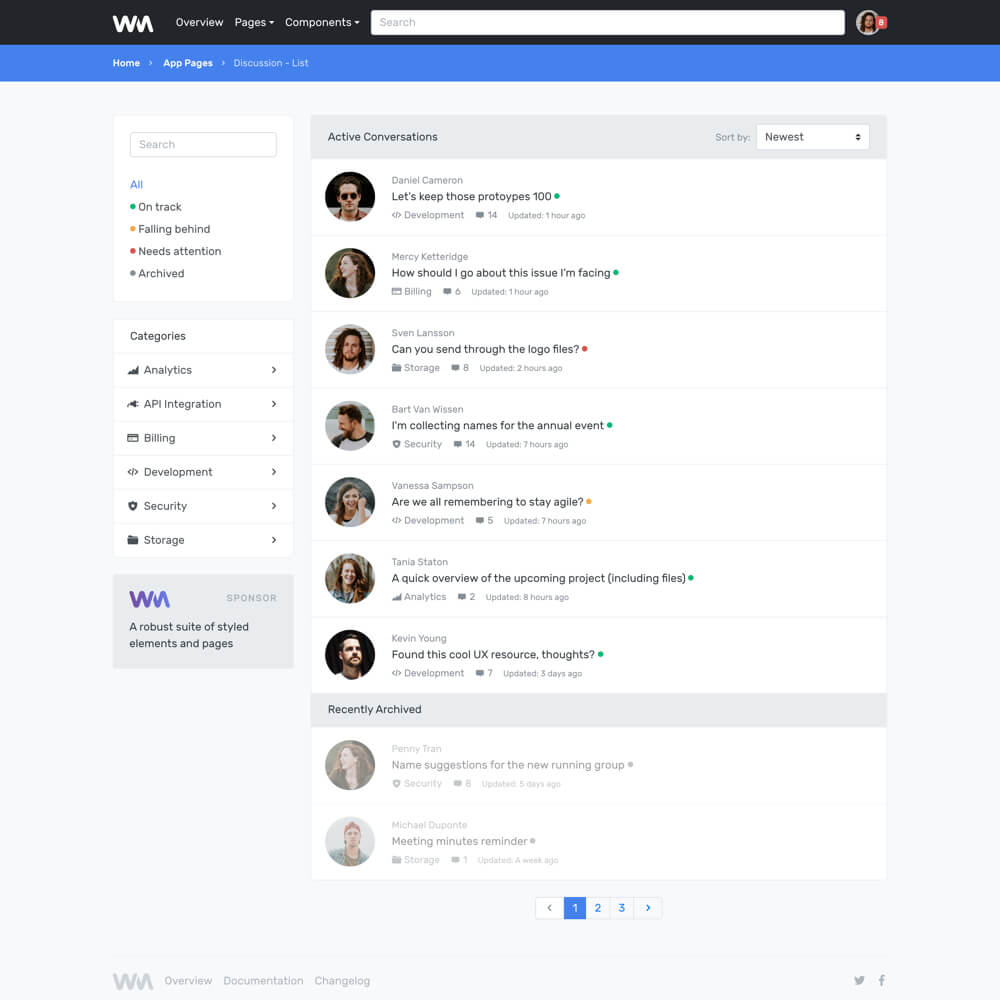 WM Overview Pages Components Search 8
Home › App Pages › Discussion - List
Search
All
On track
Falling behind
Needs attention
Archived
Categories
Analytics
API Integration
Billing
Development
Security
Storage
WM SPONSOR
A robust suite of styled
elements and pages
Active Conversations Sort by: Newest
Daniel Cameron
Let's keep those protoypes 100
Development 14 Updated: 1 hour ago
Mercy Ketteridge
How should I go about this issue I'm facing
Billing 6 Updated: 1 hour ago
Sven Lansson
Can you send through the logo files?
Storage 8 Updated: 2 hours ago
Bart Van Wissen
I'm collecting names for the annual event
Security 14 Updated: 7 hours ago
Vanessa Sampson
Are we all remembering to stay agile?
Development 5 Updated: 7 hours ago
Tania Staton
A quick overview of the upcoming project (including files)
Analytics 2 Updated: 8 hours ago
Kevin Young
Found this cool UX resource, thoughts?
Development 7 Updated: 3 days ago
Recently Archived
Penny Tran
Name suggestions for the new running group
Security 8 Updated: 5 days ago
Michael Duponte
Meeting minutes reminder
Storage 1 Updated: A week ago
‹ 1 2 3 ›
WM Overview Documentation Changelog